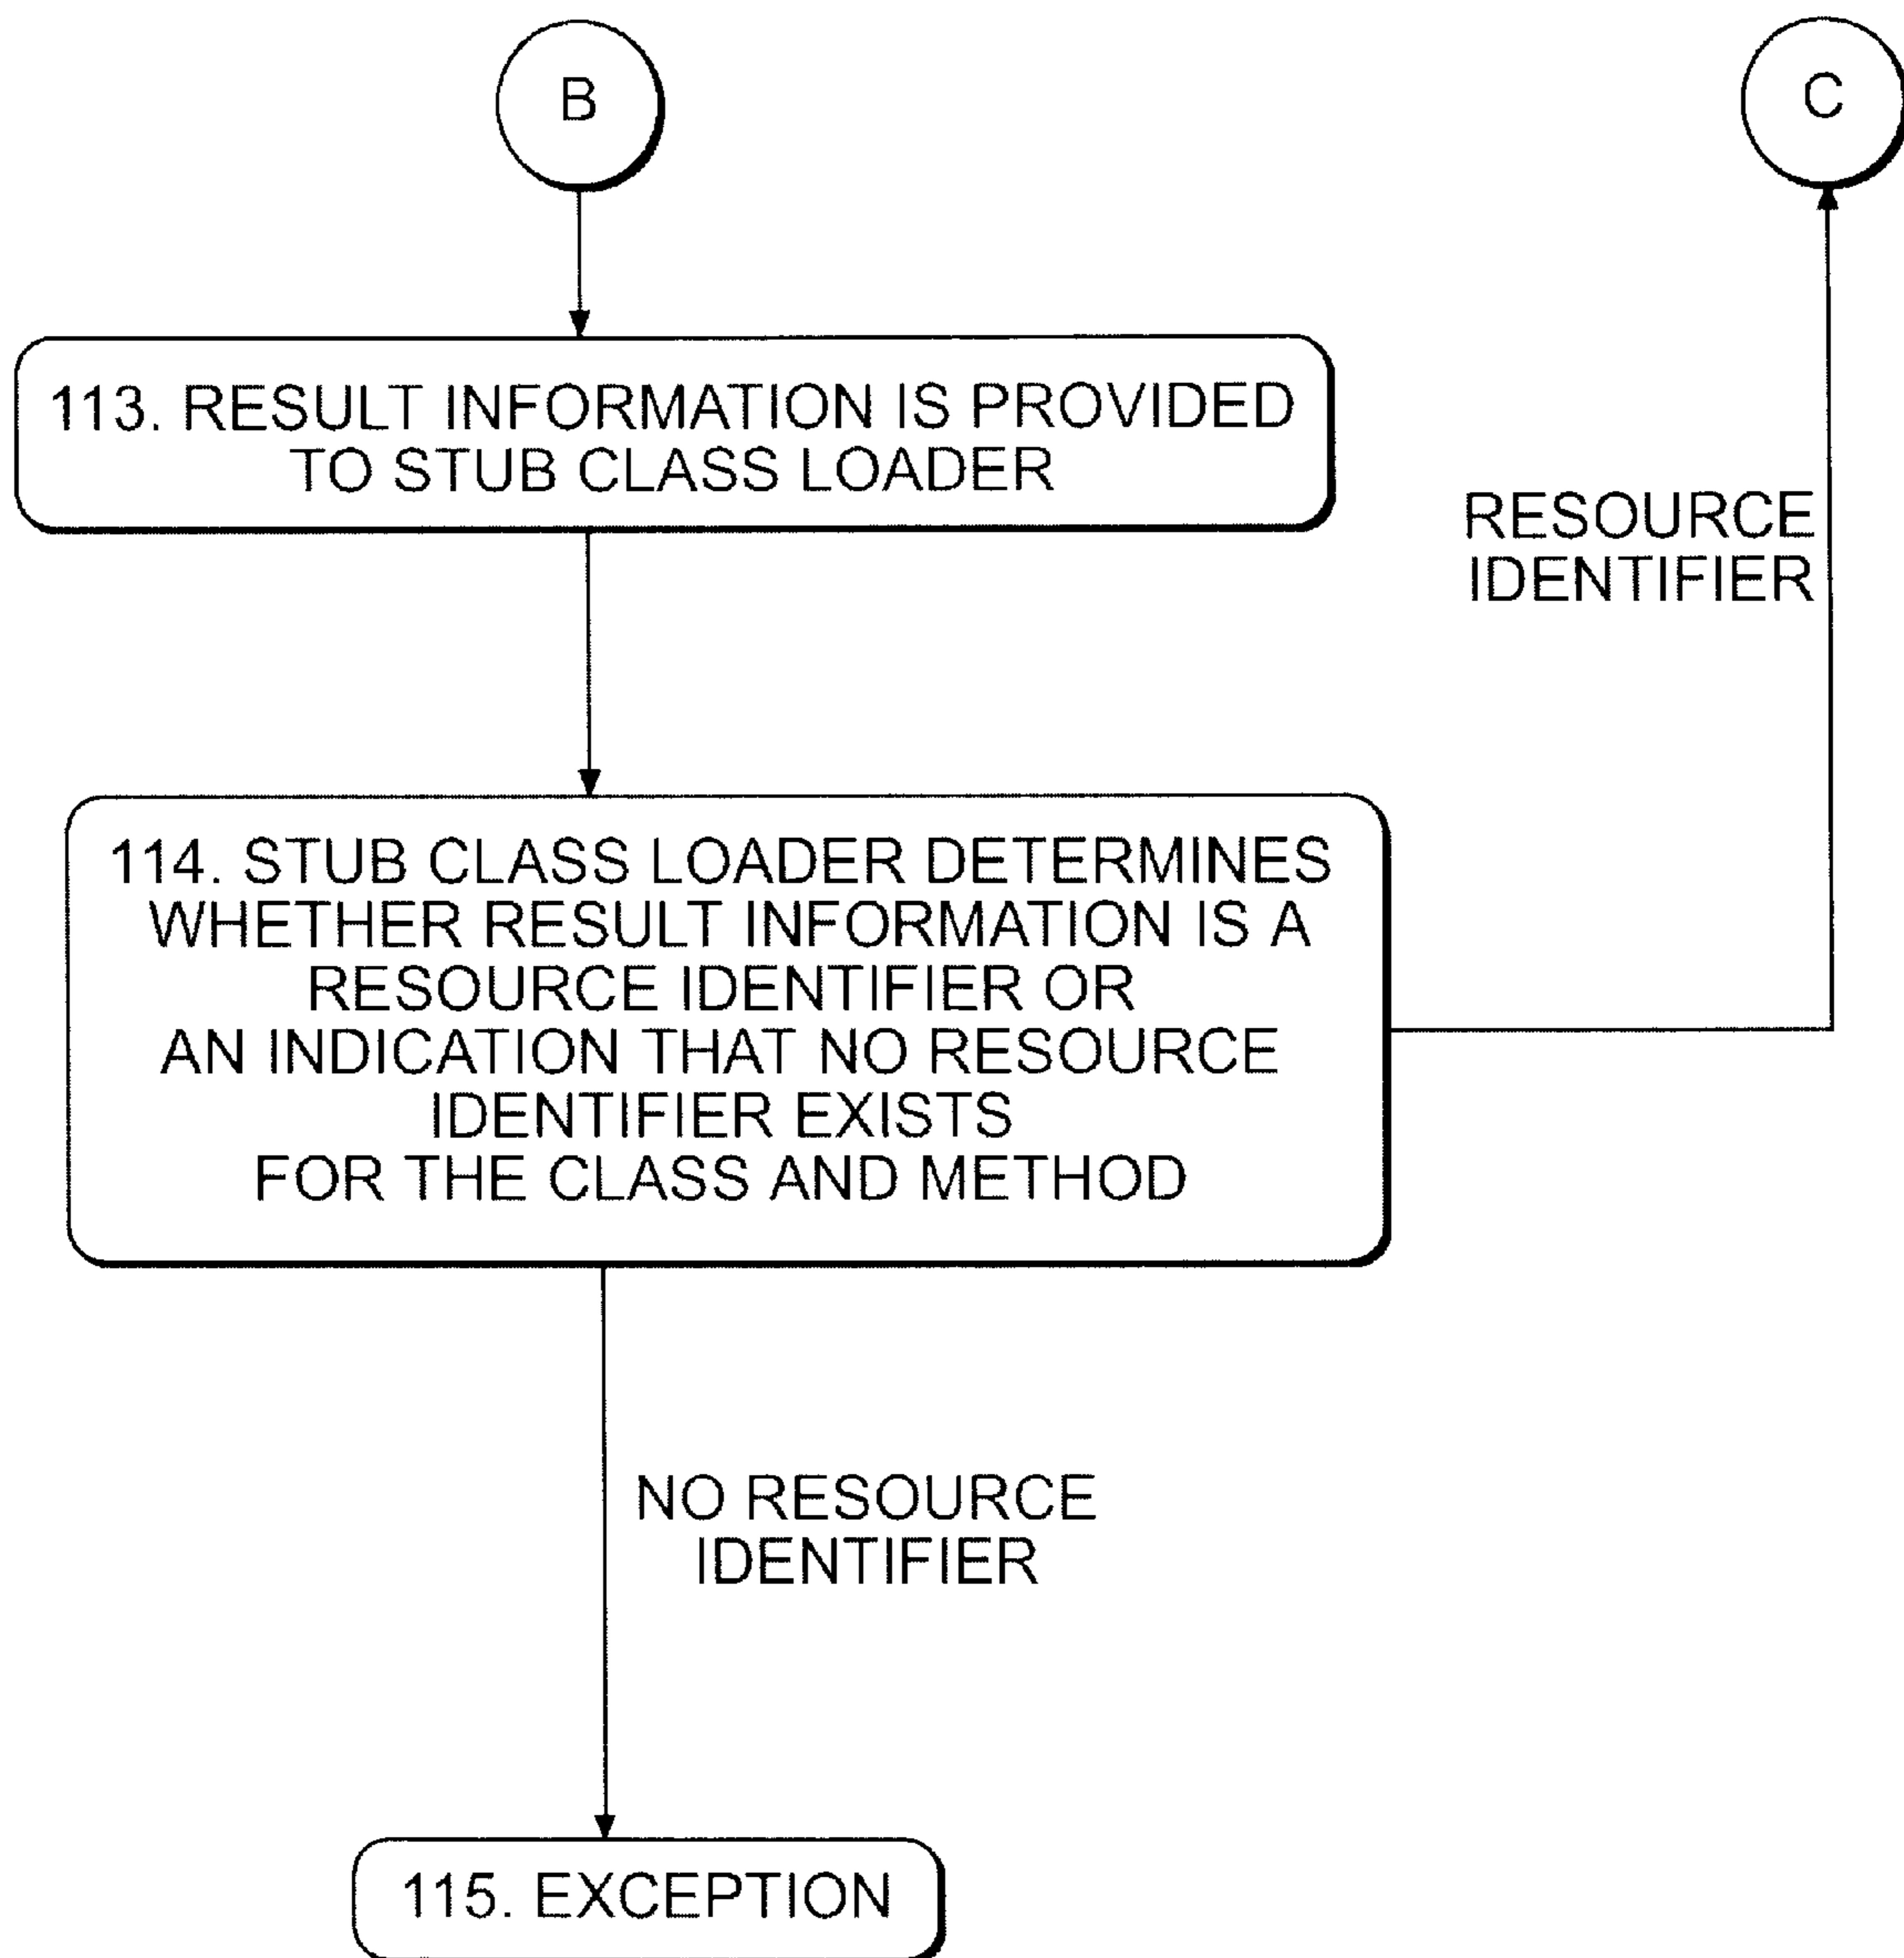 B
C
113. RESULT INFORMATION IS PROVIDED
TO STUB CLASS LOADER
RESOURCE
IDENTIFIER
114. STUB CLASS LOADER DETERMINES
WHETHER RESULT INFORMATION IS A
RESOURCE IDENTIFIER OR
AN INDICATION THAT NO RESOURCE
IDENTIFIER EXISTS
FOR THE CLASS AND METHOD
NO RESOURCE
IDENTIFIER
115. EXCEPTION